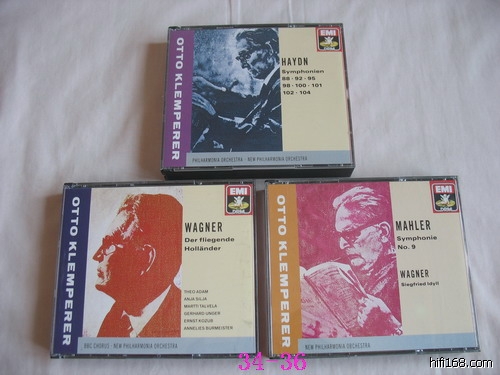 OTTO KLEMPERER
EMI
HAYDN
Symphonien
88 · 92 · 95
98 · 100 · 101
102 · 104
PHILHARMONIA ORCHESTRA · NEW PHILHARMONIA ORCHESTRA
OTTO KLEMPERER
EMI
WAGNER
Der fliegende
Holländer
THEO ADAM
ANJA SILJA
MARTTI TALVELA
GERHARD UNGER
ERNST KOZUB
ANNELIES BURMEISTER
BBC CHORUS · NEW PHILHARMONIA ORCHESTRA
OTTO KLEMPERER
EMI
MAHLER
Symphonie
No. 9
WAGNER
Siegfried Idyll
NEW PHILHARMONIA ORCHESTRA
34-36
hifi168.com